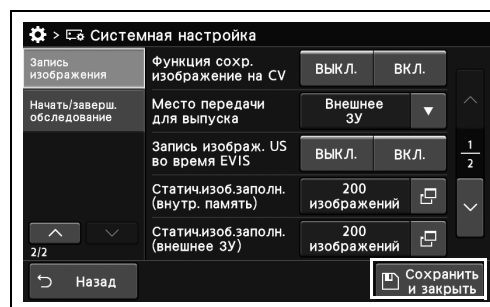 > Системная настройка
Запись
изображения
Начать/заверш.
обследование
2/2
Функция сохр.
изображение на CV
ВЫКЛ. ВКЛ.
Место передачи
для выпуска
Внешнее
ЗУ
Запись изображ. US
во время EVIS
ВЫКЛ. ВКЛ.
Статич.изоб.заполн.
(внутр. память)
200
изображений
Статич.изоб.заполн.
(внешнее ЗУ)
200
изображений
1
2
Назад
Сохранить
и закрыть